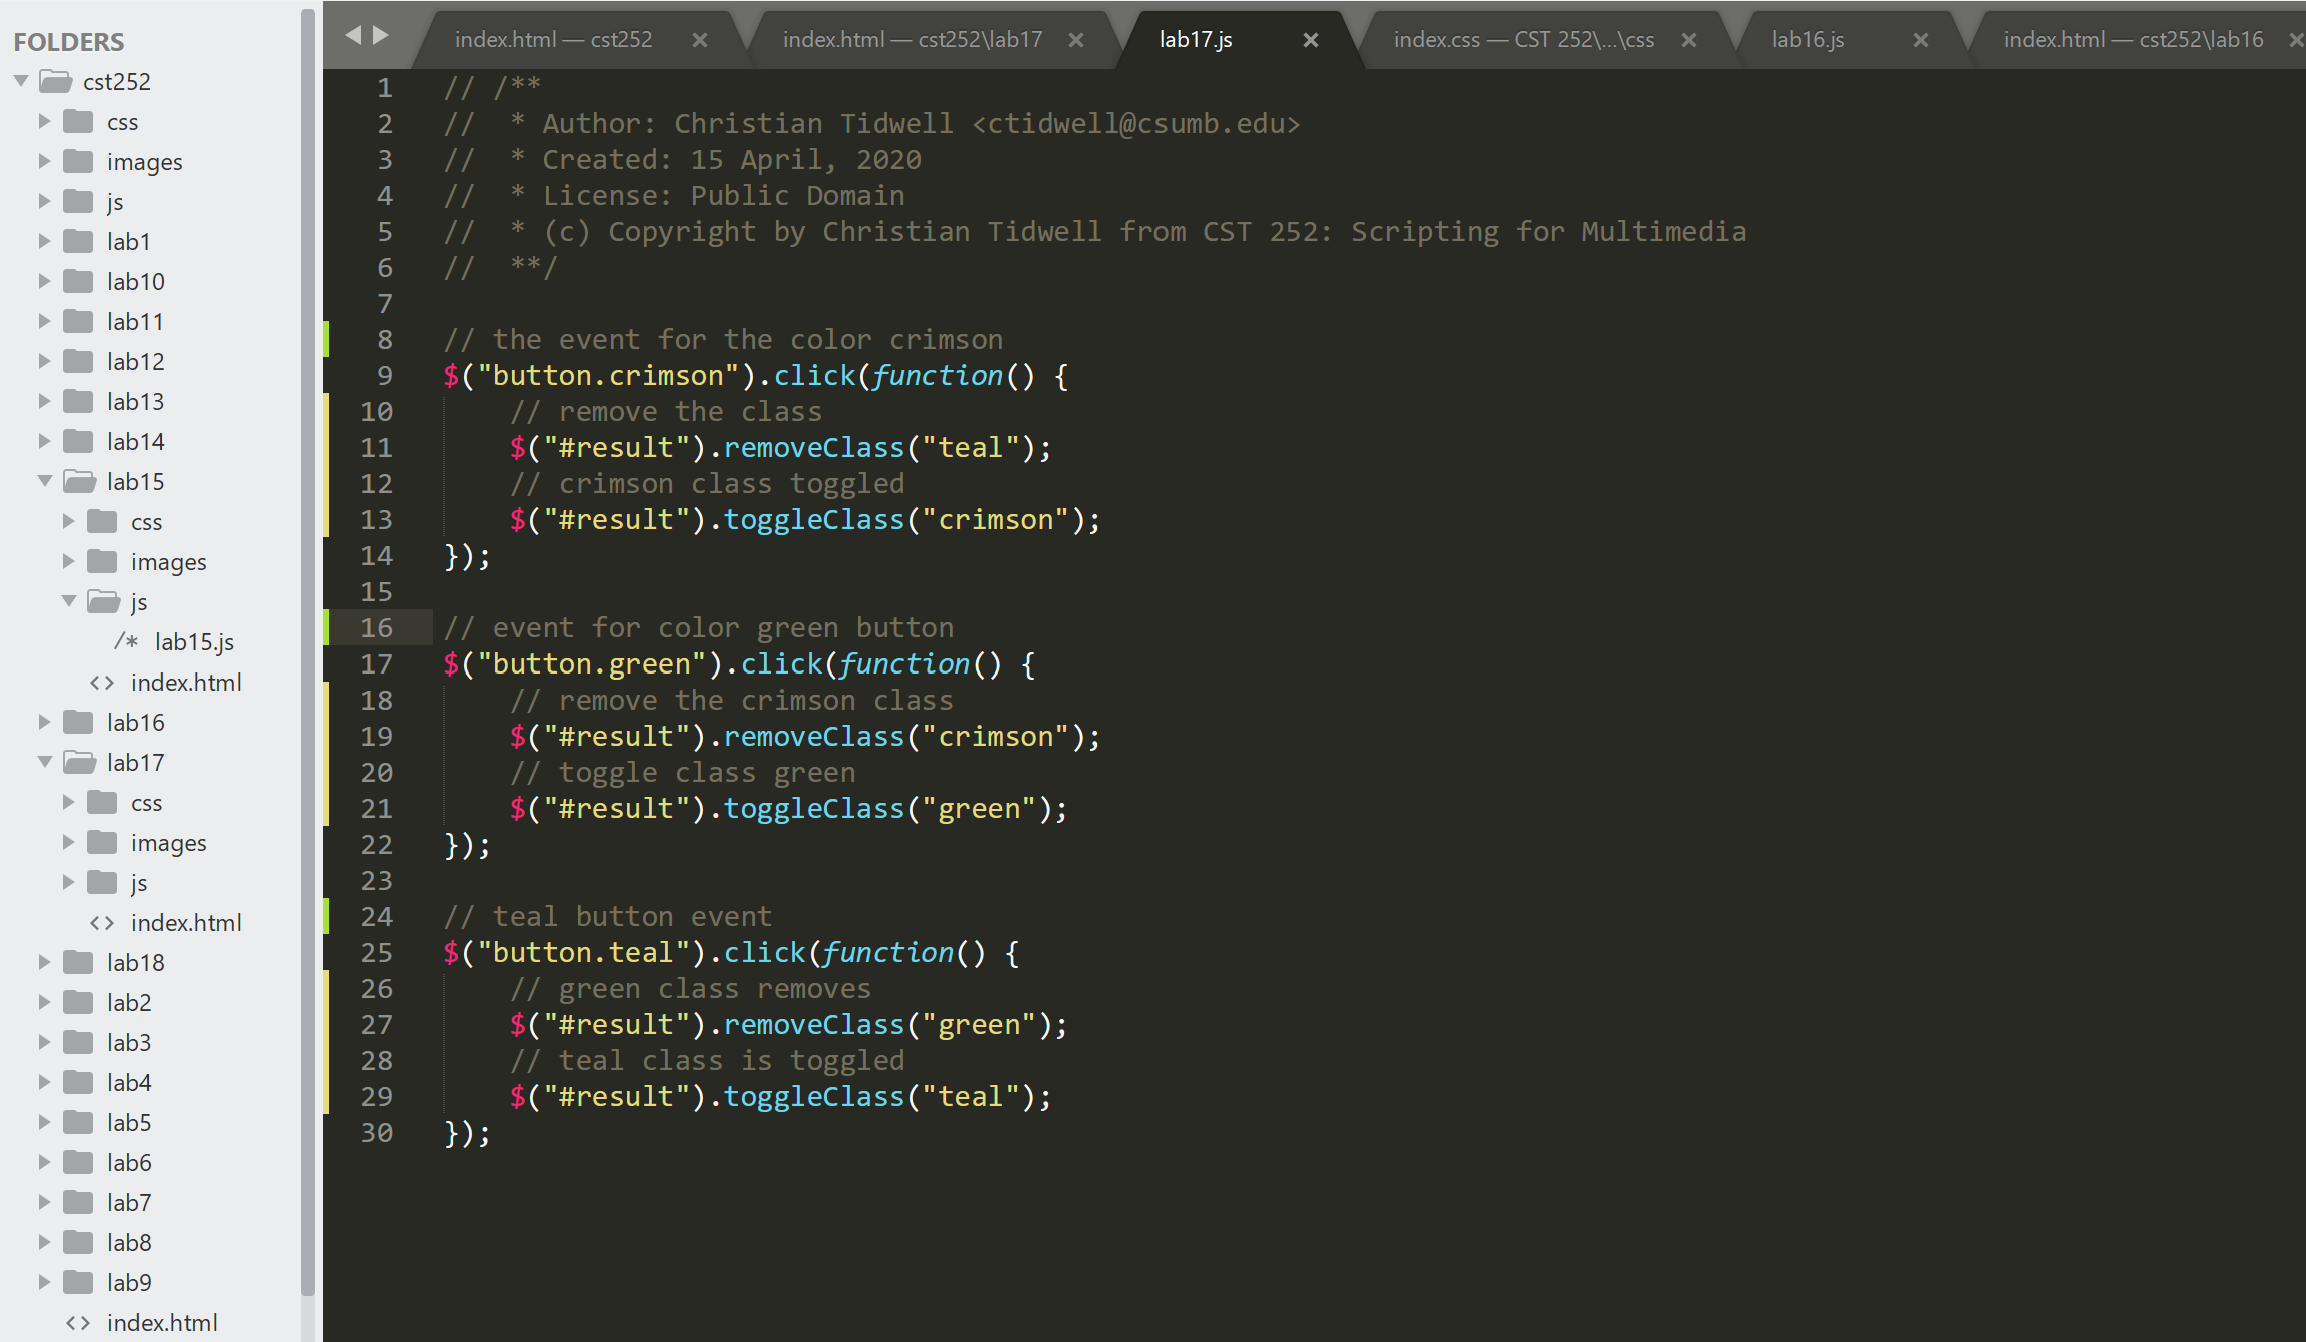 FOLDERS
cst252
css
images
js
lab1
lab10
lab11
lab12
lab13
lab14
lab15
css
images
js
/* lab15.js
<> index.html
lab16
lab17
css
images
js
<> index.html
lab18
lab2
lab3
lab4
lab5
lab6
lab7
lab8
lab9
<> index.html
index.html — cst252 × index.html — cst252\lab17 × lab17.js × index.css — CST 252\...\css × lab16.js × index.html — cst252\lab16 ×
1 // /**
2 //  * Author: Christian Tidwell <ctidwell@csumb.edu>
3 //  * Created: 15 April, 2020
4 //  * License: Public Domain
5 //  * (c) Copyright by Christian Tidwell from CST 252: Scripting for Multimedia
6 //  **/
7
8 // the event for the color crimson
9 $("button.crimson").click(function() {
10     // remove the class
11     $("#result").removeClass("teal");
12     // crimson class toggled
13     $("#result").toggleClass("crimson");
14 });
15
16 // event for color green button
17 $("button.green").click(function() {
18     // remove the crimson class
19     $("#result").removeClass("crimson");
20     // toggle class green
21     $("#result").toggleClass("green");
22 });
23
24 // teal button event
25 $("button.teal").click(function() {
26     // green class removes
27     $("#result").removeClass("green");
28     // teal class is toggled
29     $("#result").toggleClass("teal");
30 });